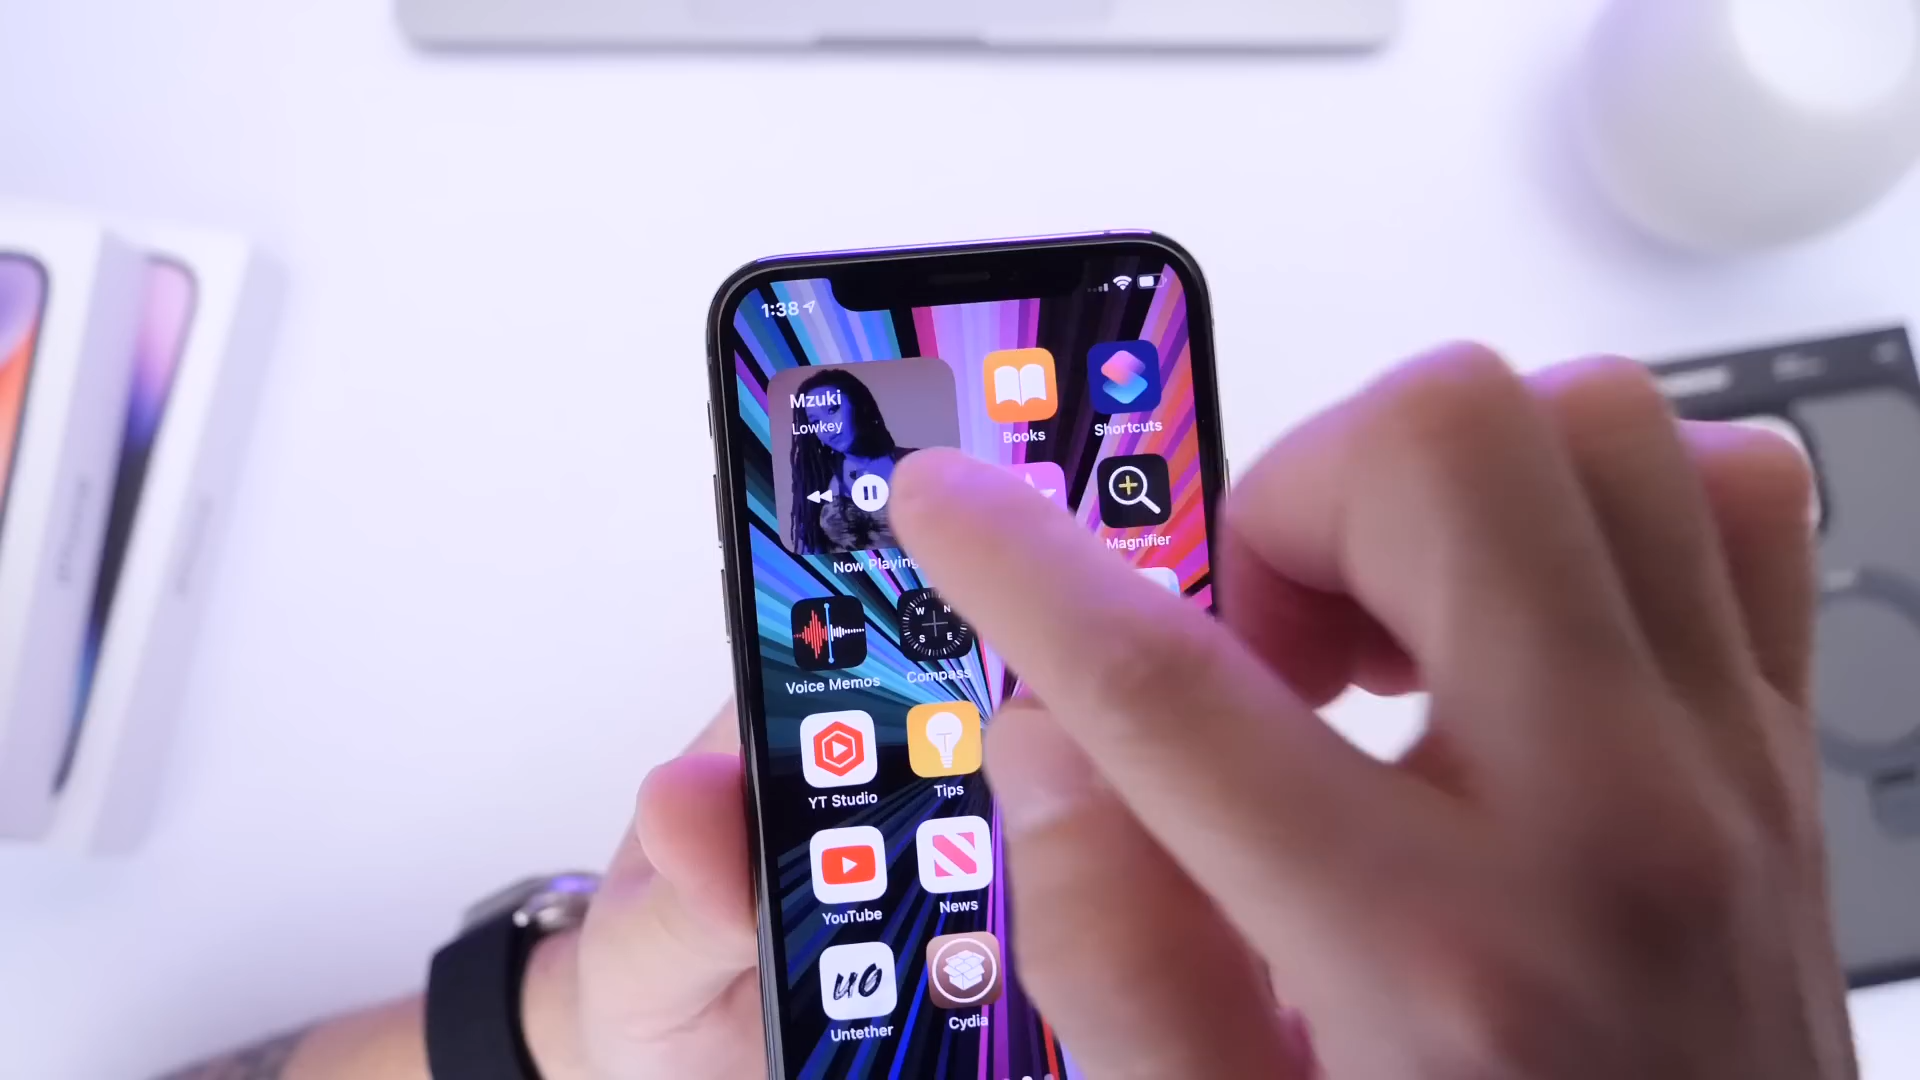 1:38
Mzuki
Lowkey
Now Playing
Books
Shortcuts
Magnifier
W N
S E
Voice Memos
Compass
YT Studio
Tips
YouTube
News
uo
Untether
Cydia